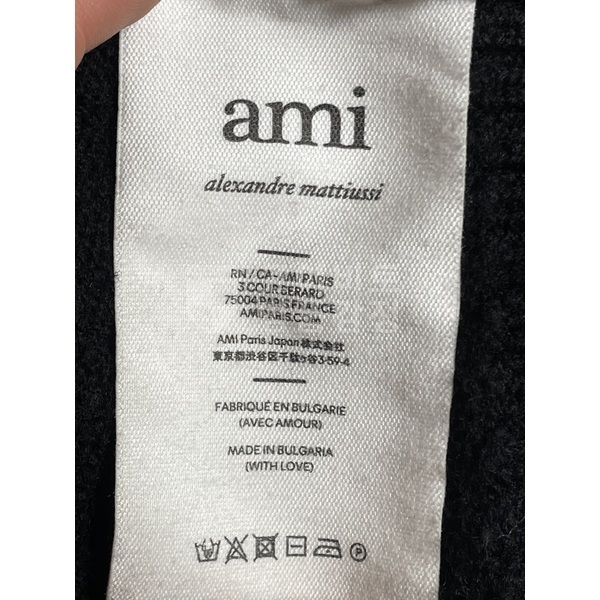 ami
alexandre mattiussi
RN / CA-AMI PARIS
3 COUR BERARD
75004 PARIS FRANCE
AMIPARIS.COM
AMI Paris Japan 株式会社
東京都渋谷区千駄ヶ谷3-59-4
FABRIQUÉ EN BULGARIE
(AVEC AMOUR)
MADE IN BULGARIA
(WITH LOVE)
P